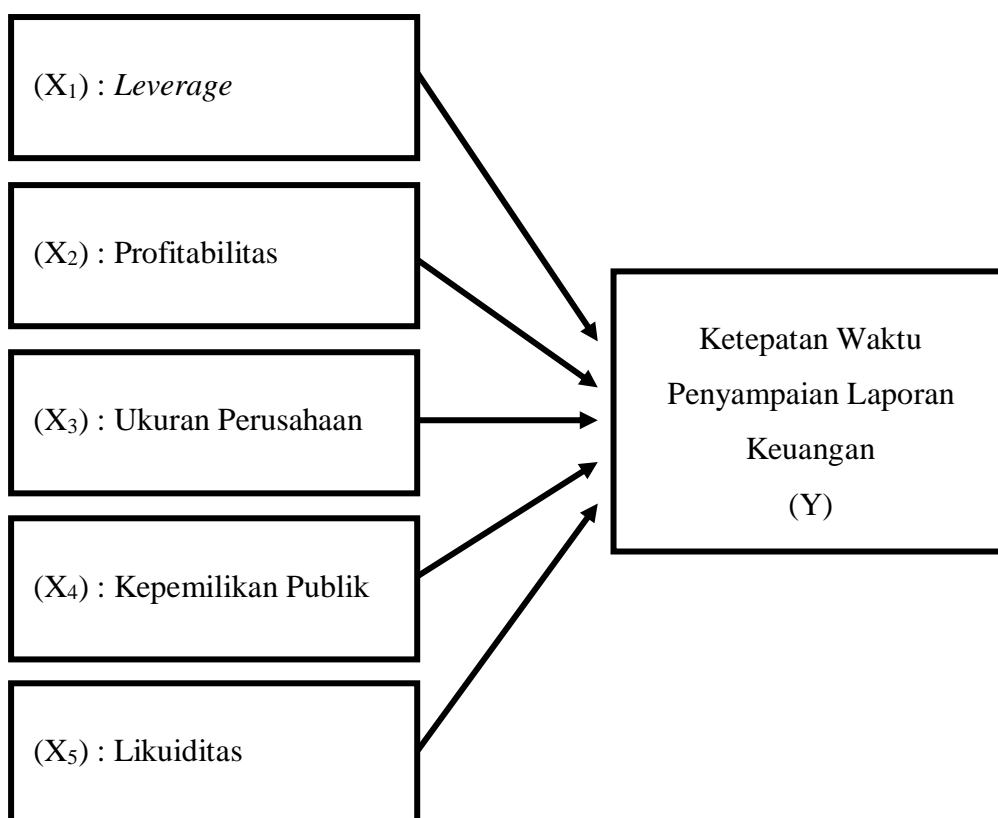 (X₁) : Leverage
(X₂) : Profitabilitas
(X₃) : Ukuran Perusahaan
(X₄) : Kepemilikan Publik
(X₅) : Likuiditas
Ketepatan Waktu
Penyampaian Laporan
Keuangan
(Y)